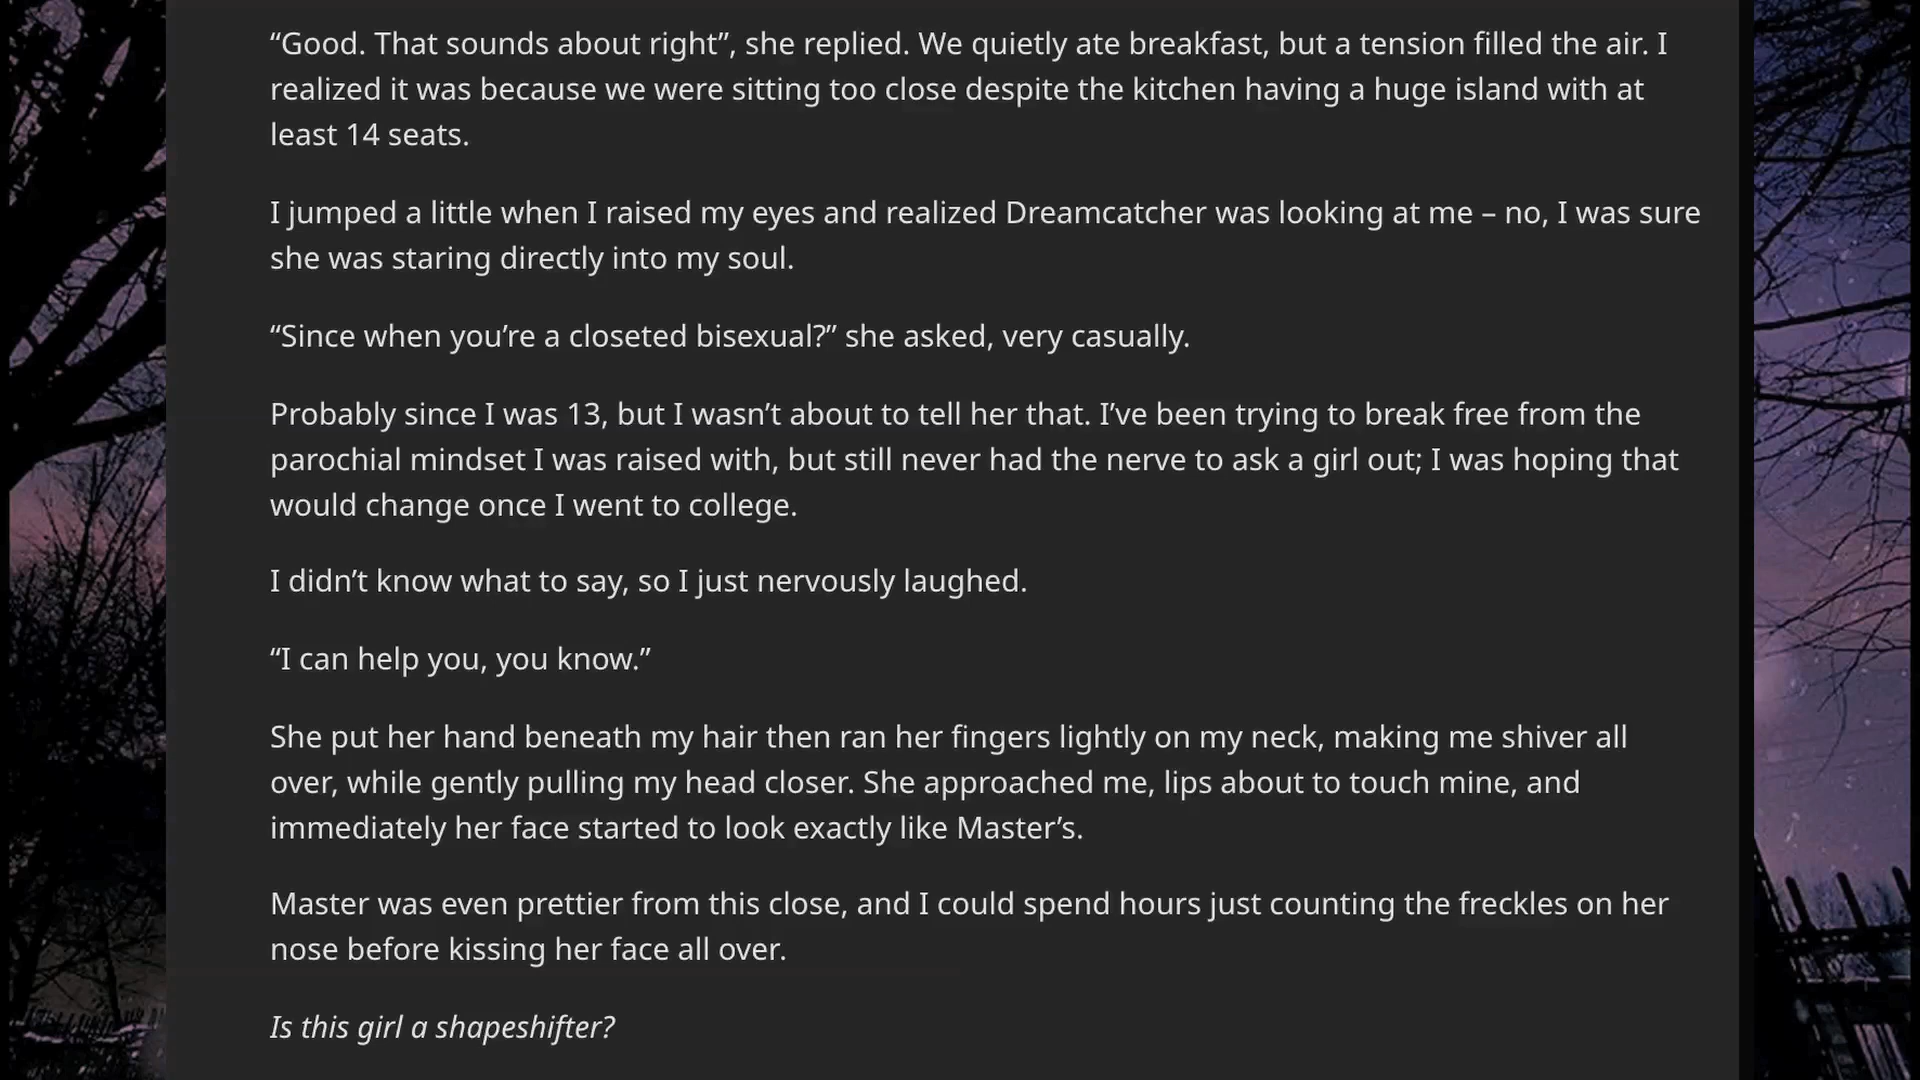 “Good. That sounds about right”, she replied. We quietly ate breakfast, but a tension filled the air. I
realized it was because we were sitting too close despite the kitchen having a huge island with at
least 14 seats.
I jumped a little when I raised my eyes and realized Dreamcatcher was looking at me – no, I was sure
she was staring directly into my soul.
“Since when you’re a closeted bisexual?” she asked, very casually.
Probably since I was 13, but I wasn’t about to tell her that. I’ve been trying to break free from the
parochial mindset I was raised with, but still never had the nerve to ask a girl out; I was hoping that
would change once I went to college.
I didn’t know what to say, so I just nervously laughed.
“I can help you, you know.”
She put her hand beneath my hair then ran her fingers lightly on my neck, making me shiver all
over, while gently pulling my head closer. She approached me, lips about to touch mine, and
immediately her face started to look exactly like Master’s.
Master was even prettier from this close, and I could spend hours just counting the freckles on her
nose before kissing her face all over.
Is this girl a shapeshifter?